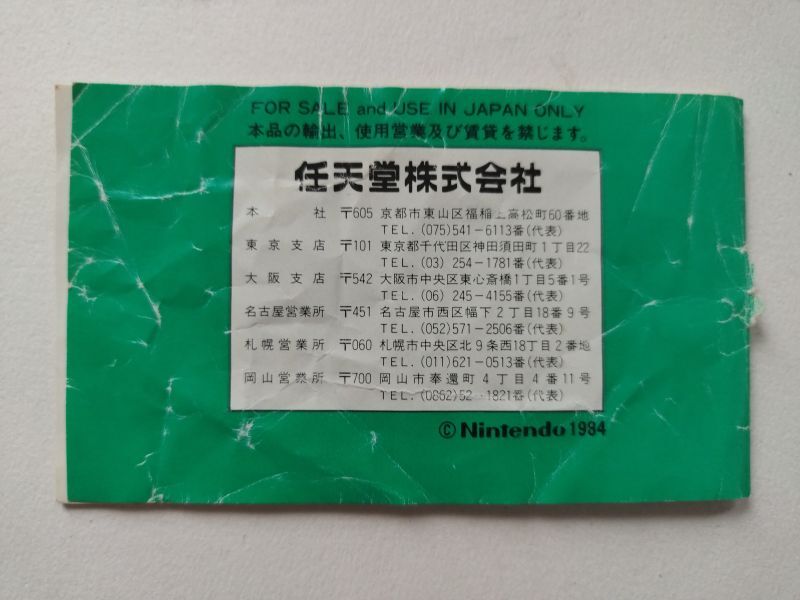 FOR SALE and USE IN JAPAN ONLY
本品の輸出、使用営業及び賃貸を禁じます。
任天堂株式会社
本社 〒605 京都市東山区福稲上高松町60番地
TEL.(075)541-6113番(代表)
東京支店 〒101 東京都千代田区神田須田町1丁目22
TEL.(03) 254-1781番(代表)
大阪支店 〒542 大阪市中央区東心斎橋1丁目5番1号
TEL.(06) 245-4155番(代表)
名古屋営業所 〒451 名古屋市西区幅下2丁目18番9号
TEL.(052)571-2506番(代表)
札幌営業所 〒060 札幌市中央区北9条西18丁目2番地
TEL.(011)621-0513番(代表)
岡山営業所 〒700 岡山市奉還町4丁目4番11号
TEL.(0862)52-1821番(代表)
©Nintendo 1984